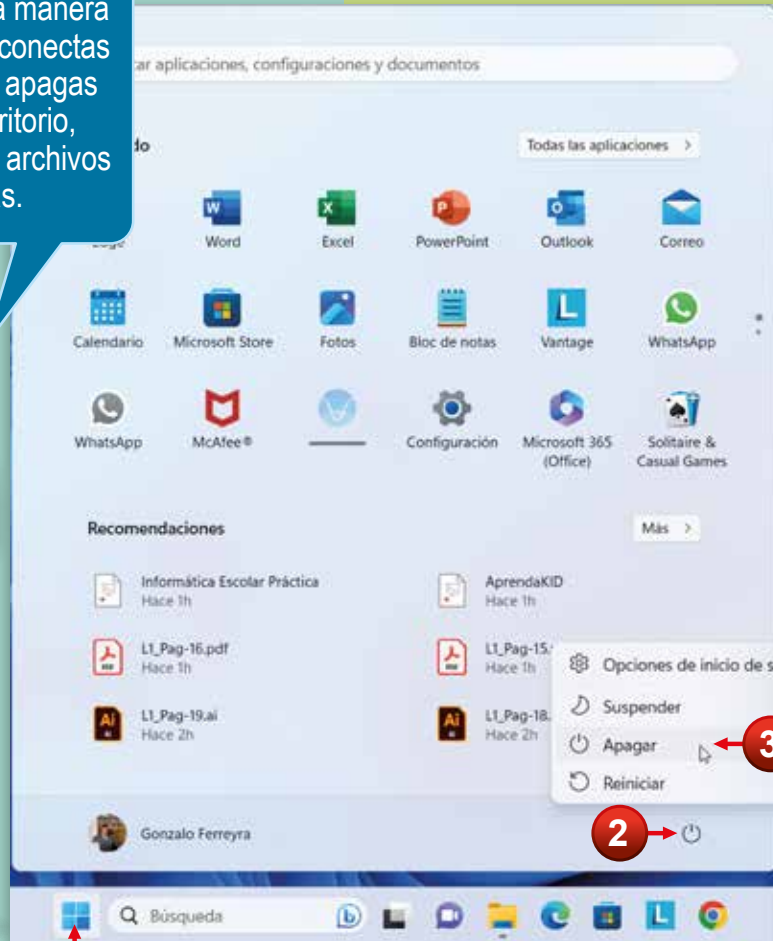 a manera
conectas
apagas
ritorio,
archivos
s.
ar aplicaciones, configuraciones y documentos
do
Todas las aplicaciones >
Word
Excel
PowerPoint
Outlook
Correo
Calendario
Microsoft Store
Fotos
Bloc de notas
Vantage
WhatsApp
WhatsApp
McAfee®
Configuración
Microsoft 365
(Office)
Solitaire &
Casual Games
Recomendaciones
Más >
Informática Escolar Práctica
Hace 1h
AprendaKID
Hace 1h
L1_Pag-16.pdf
Hace 1h
L1_Pag-15.
Hace 1h
L1_Pag-19.ai
Hace 2h
L1_Pag-18.
Hace 2h
Opciones de inicio de s
Suspender
Apagar
3
Reiniciar
Gonzalo Ferreyra
2
Búsqueda